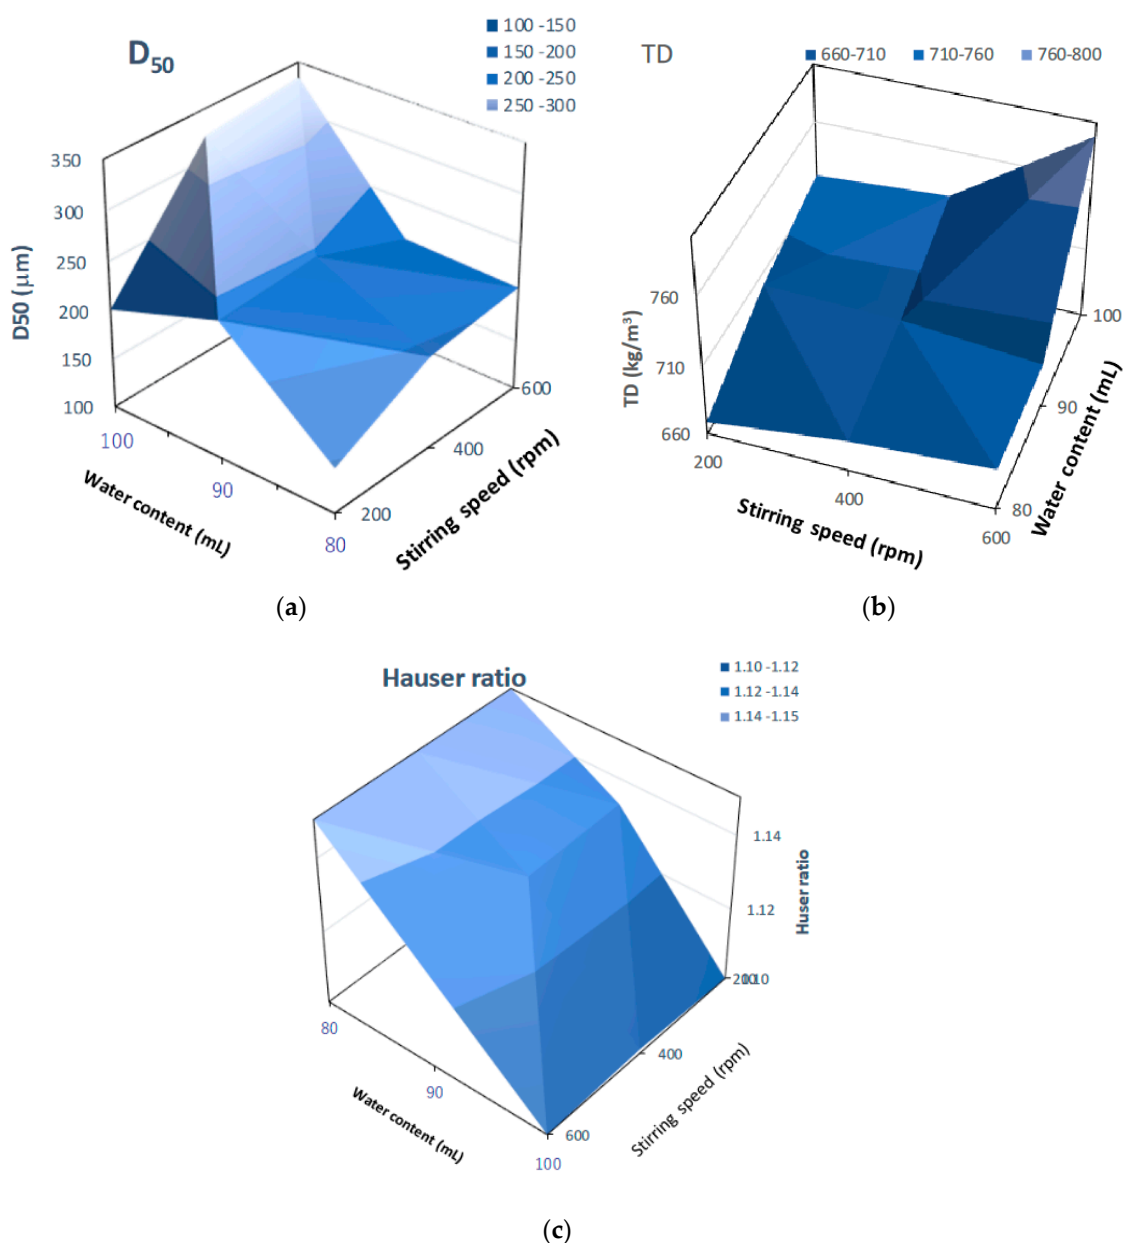 D50
100 -150
150 -200
200 -250
250 -300
350
300
250
200
150
100
D50 (μm)
100
90
80
Water content (mL)
200
400
600
Stirring speed (rpm)
(a)
TD
660-710
710-760
760-800
760
710
660
TD (kg/m³)
200
400
600
Stirring speed (rpm)
80
90
100
Water content (mL)
(b)
Hauser ratio
1.10 -1.12
1.12 -1.14
1.14 -1.15
1.14
1.12
1.10
Huser ratio
80
90
100
Water content (mL)
200
400
600
Stirring speed (rpm)
(c)